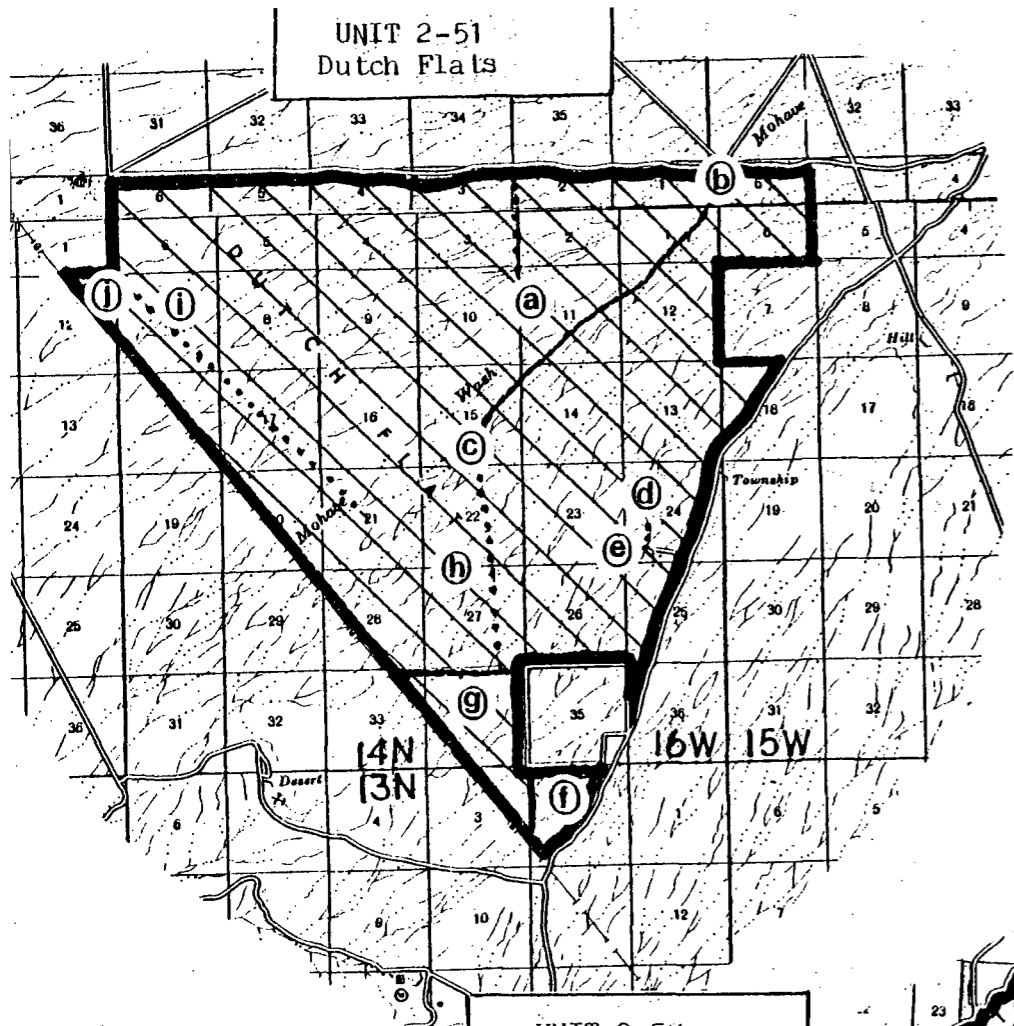 UNIT 2-51
Dutch Flats
36 31 32 33 34 35 32 33
Mohave
1 6 5 4 3 2 1 6 4
b
1 6 5 4 3 2 1 6 5 4
DUTCH FLA
j i a
12 8 9 10 11 12 7 8 9
Hill
Wash
13 17 16 15 14 13 18 17 18
c
Township
d
24 19 21 22 23 24 19 20 21
Mohave
h e
25 30 29 28 27 26 25 30 29 28
g
36 31 32 33 35 36 31 32
14N 16W 15W
13N
Desert
f
6 4 3 1 6 5
9 10 12 7
23